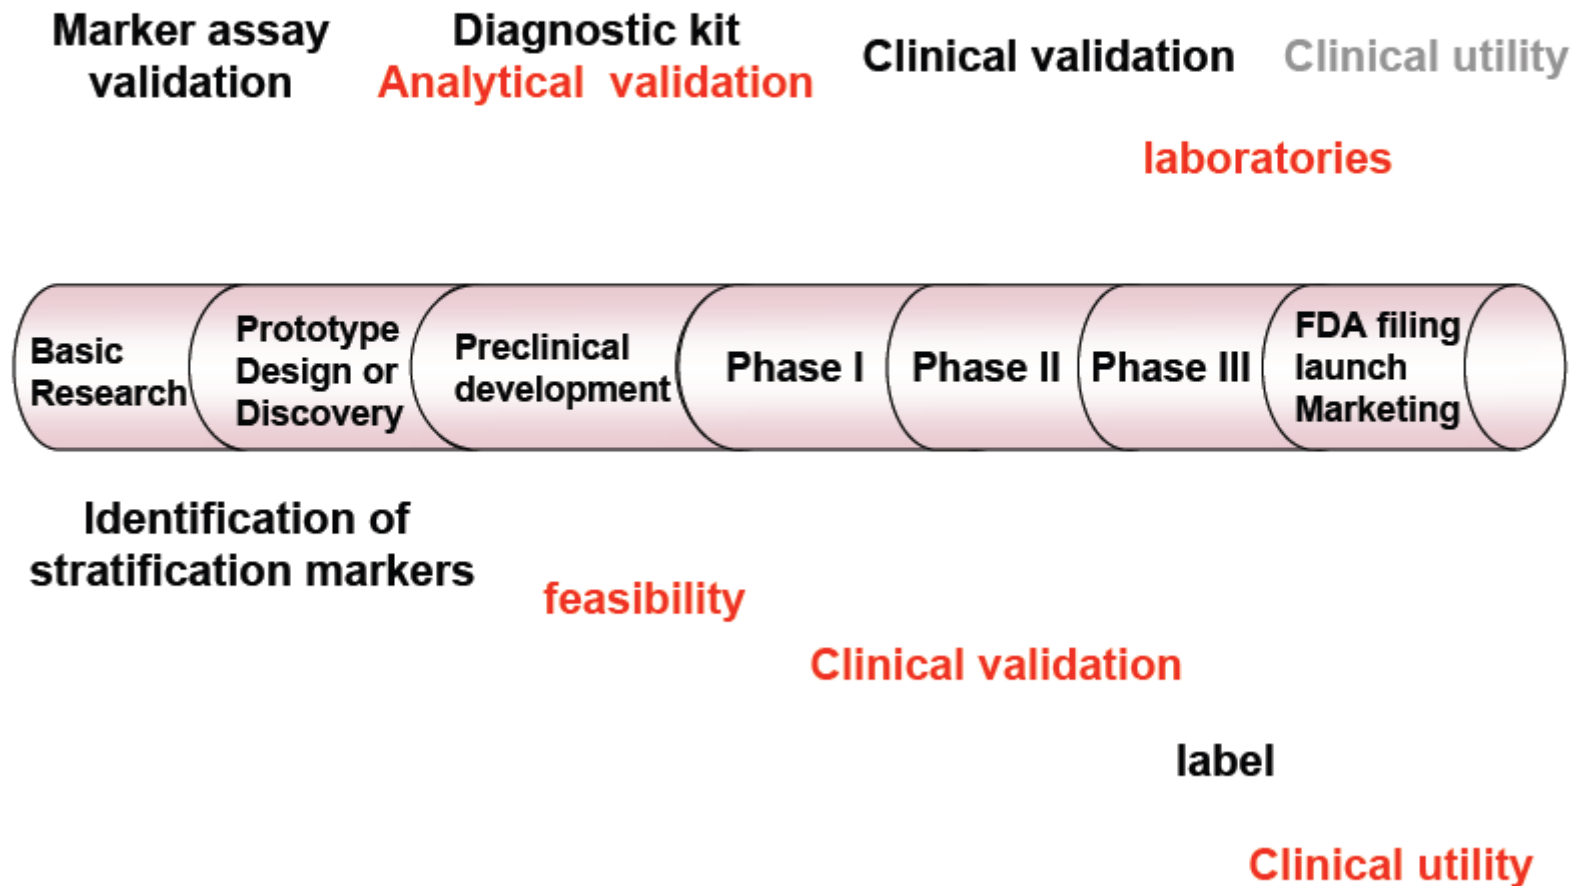 Marker assay
validation
Diagnostic kit
Analytical validation
Clinical validation
Clinical utility
laboratories
Basic
Research
Prototype
Design or
Discovery
Preclinical
development
Phase I
Phase II
Phase III
FDA filing
launch
Marketing
Identification of
stratification markers
feasibility
Clinical validation
label
Clinical utility